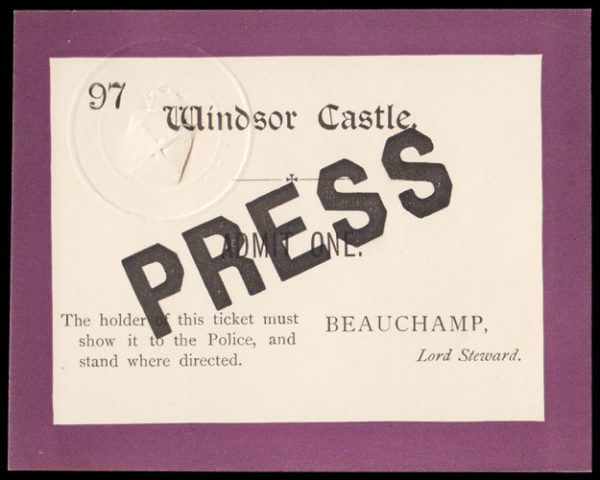 97
Windsor Castle.
PRESS
ADMIT ONE.
The holder of this ticket must
show it to the Police, and
stand where directed.
BEAUCHAMP,
Lord Steward.